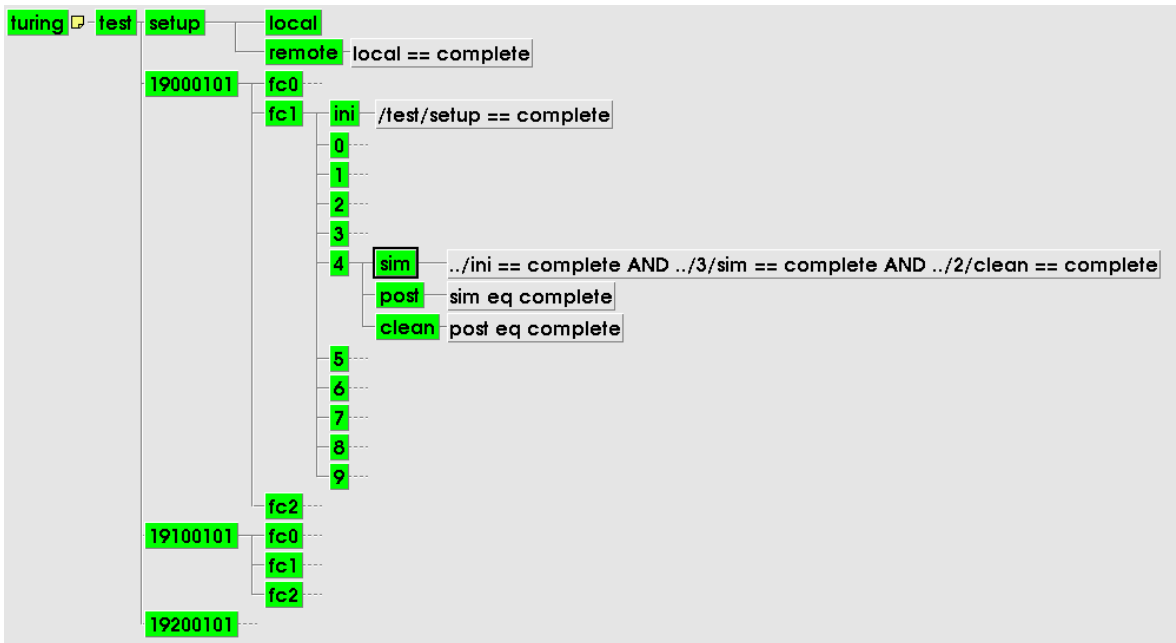 turing test setup local
remote local == complete
19000101 fc0
fc1 ini /test/setup == complete
0
1
2
3
4 sim ../ini == complete AND ../3/sim == complete AND ../2/clean == complete
post sim eq complete
clean post eq complete
5
6
7
8
9
fc2
19100101 fc0
fc1
fc2
19200101